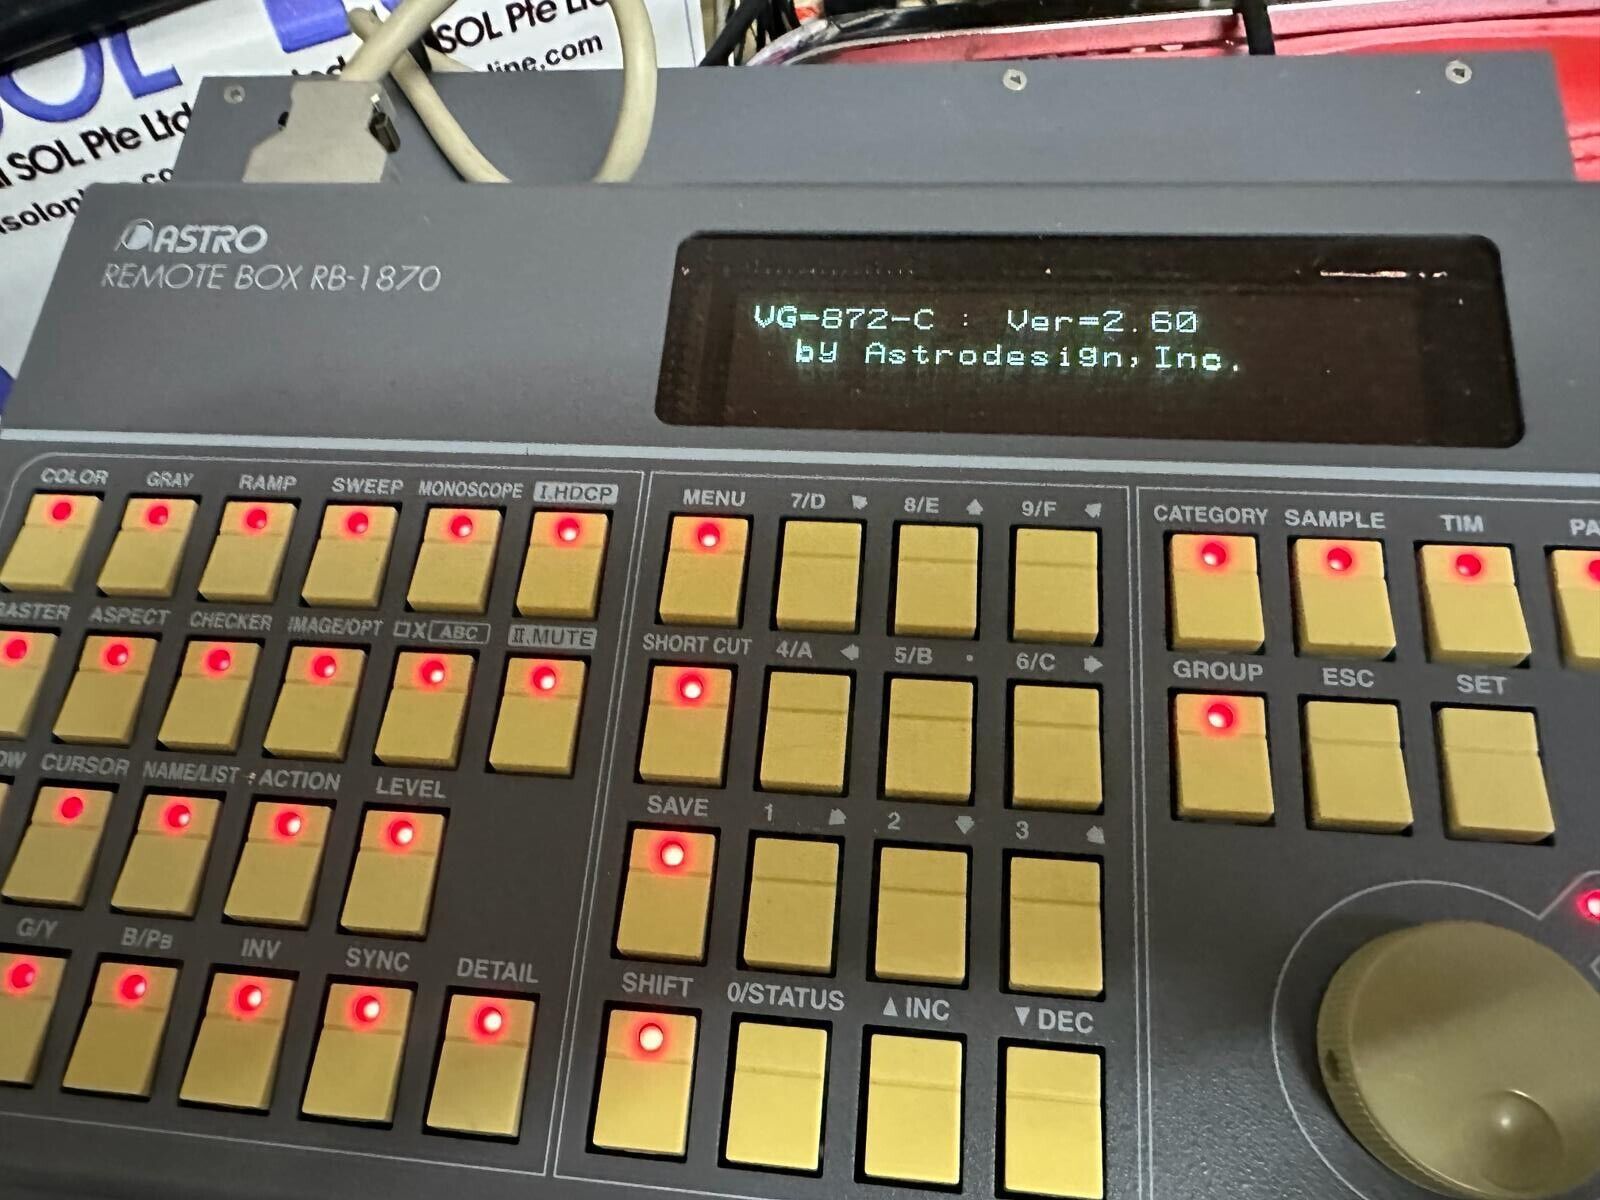 SOL Pte
line.com
SOL
SOL Pte Ltd
ASTRO
REMOTE BOX RB-1870
VG-872-C : Ver=2.60
by Astrodesign,Inc.
COLOR GRAY RAMP SWEEP MONOSCOPE I.HDCP
MENU 7/D 8/E 9/F
CATEGORY SAMPLE TIM PA
RASTER ASPECT CHECKER IMAGE/OPT □X ABC II.MUTE
SHORT CUT 4/A 5/B • 6/C
GROUP ESC SET
OW CURSOR NAME/LIST ACTION LEVEL
SAVE 1 2 3
G/Y B/PB INV SYNC DETAIL
SHIFT 0/STATUS ▲INC ▼DEC